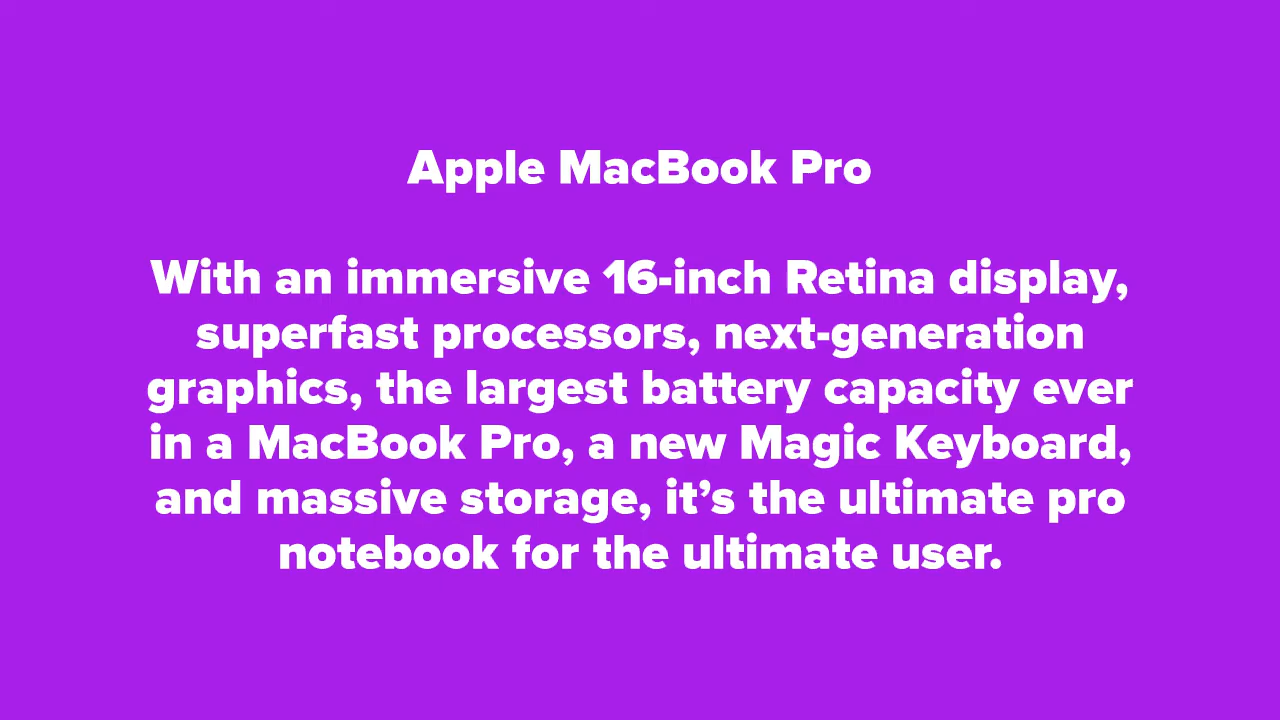 Apple MacBook Pro
With an immersive 16-inch Retina display,
superfast processors, next-generation
graphics, the largest battery capacity ever
in a MacBook Pro, a new Magic Keyboard,
and massive storage, it’s the ultimate pro
notebook for the ultimate user.